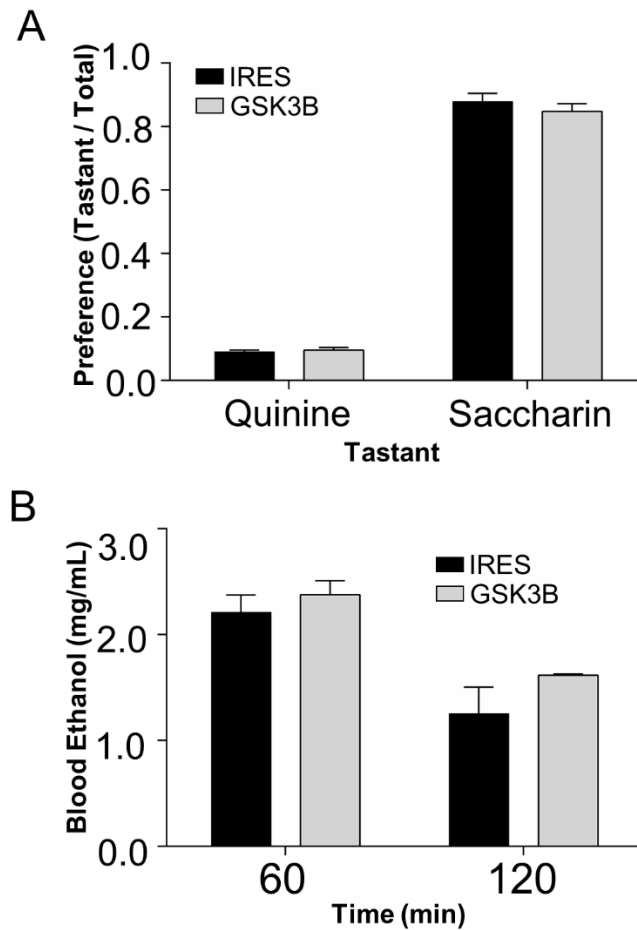 A
Preference (Tastant / Total)
1.0
0.8
0.6
0.4
0.2
0.0
IRES
GSK3B
Quinine Saccharin
Tastant
B
Blood Ethanol (mg/mL)
3.0
2.0
1.0
0.0
IRES
GSK3B
60 120
Time (min)